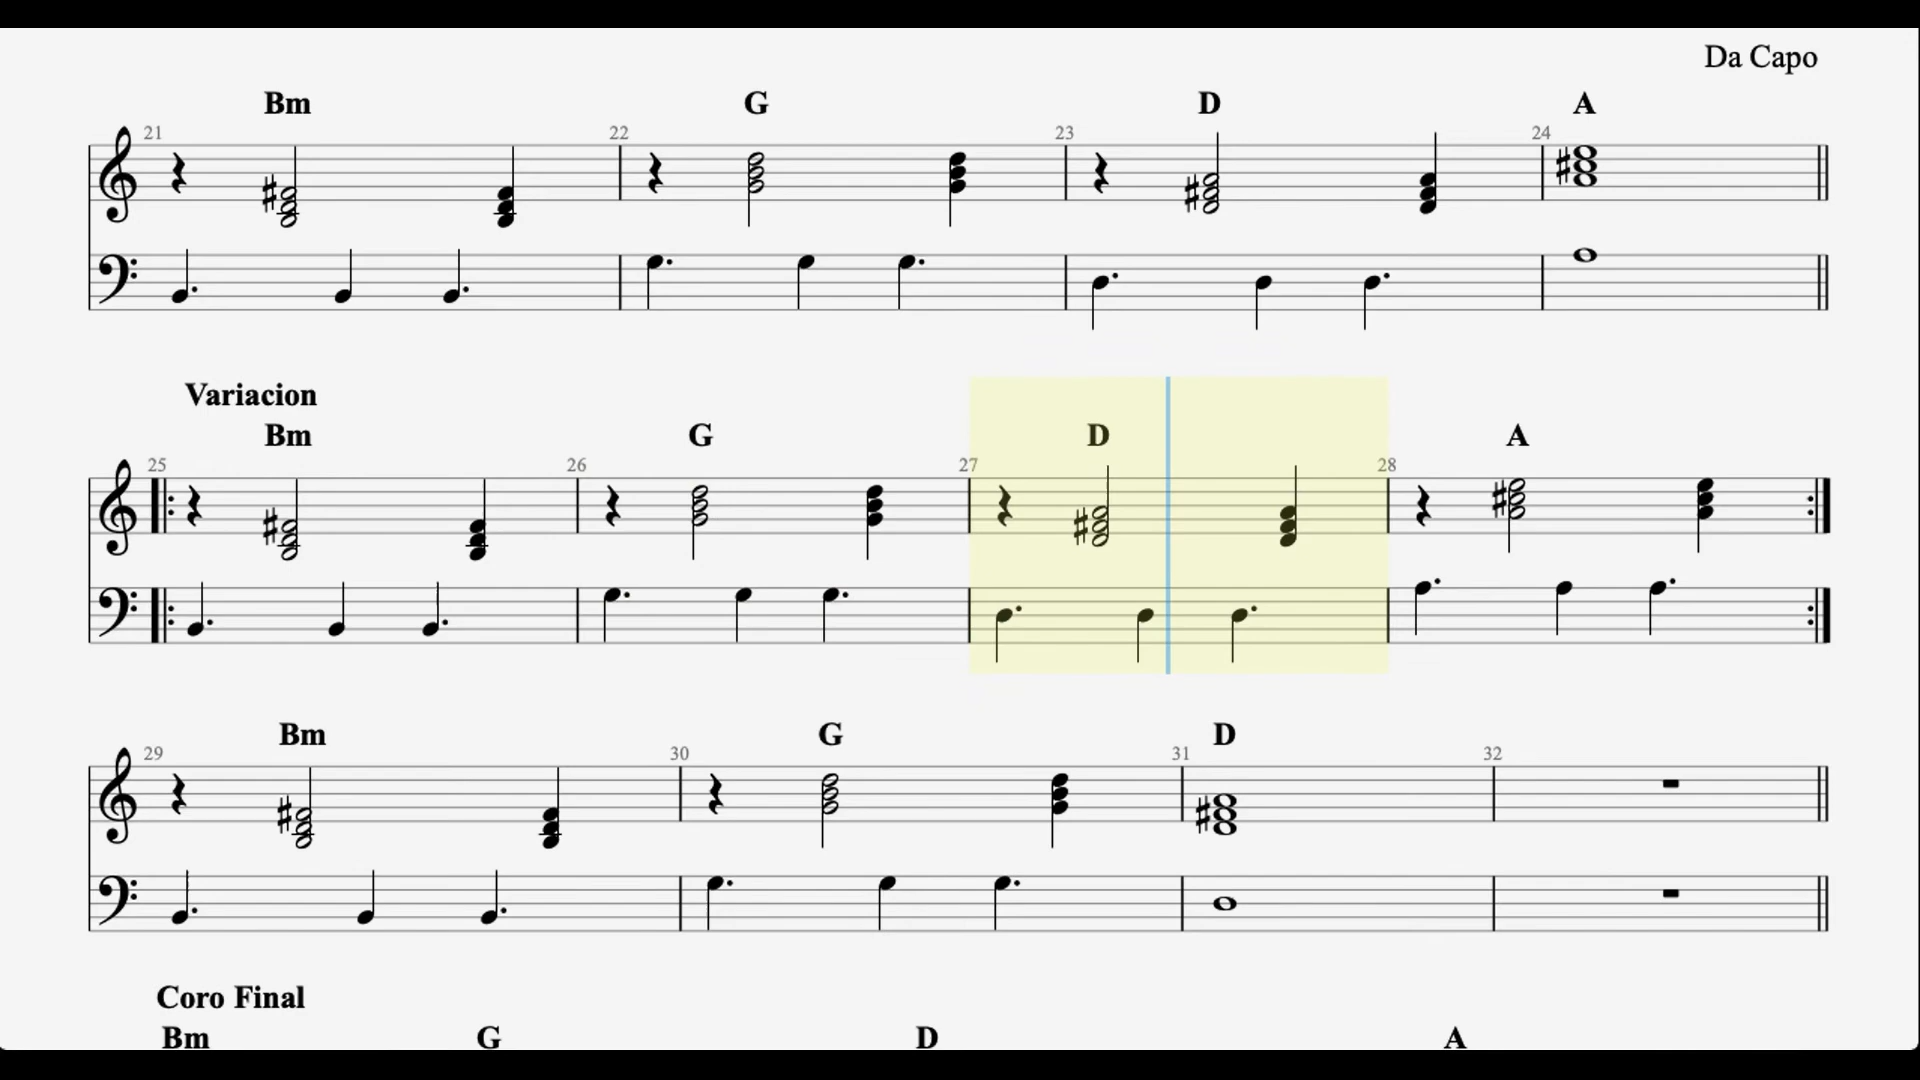 Da Capo
Bm G D A
21 22 23 24
Variacion
Bm G D A
25 26 27 28
Bm G D
29 30 31 32
Coro Final
Bm G D A